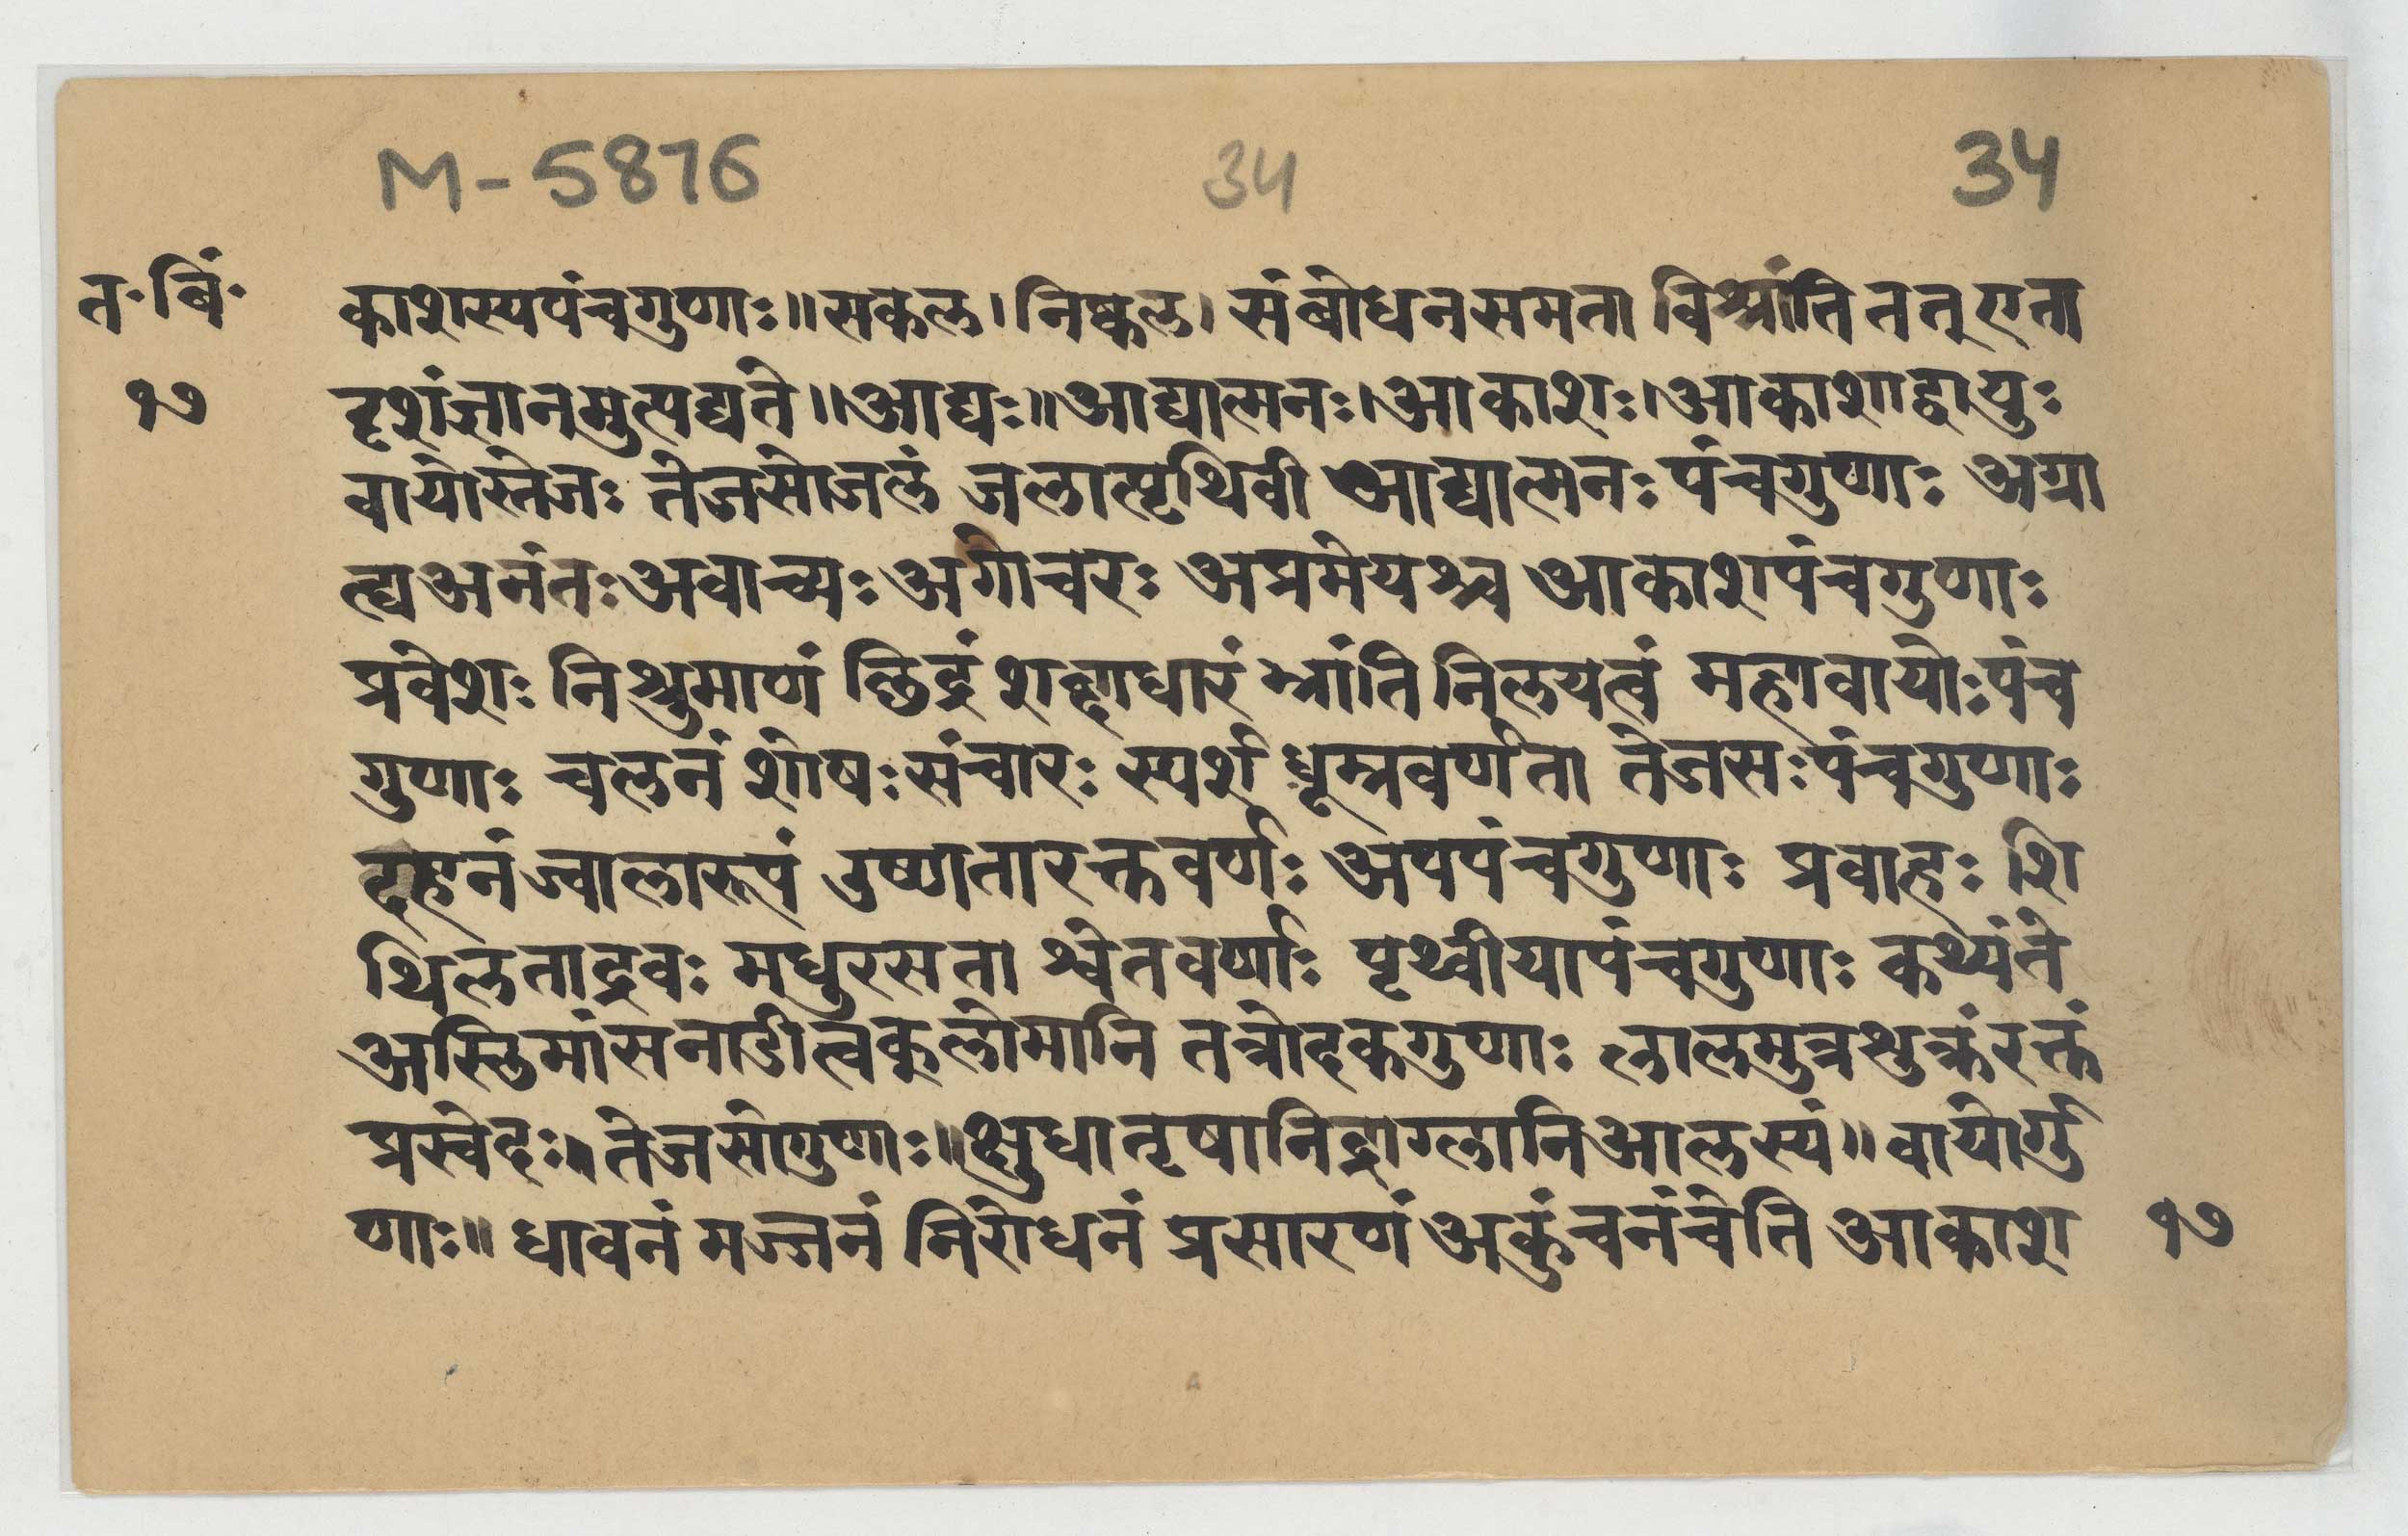 M-5876 34 34
त॰ बिं॰
१७
काशस्यपंचगुणाः॥सकल।निष्कल। संबोधनसमता विश्रांति ततएता
दृशंज्ञानमुत्पद्यते॥आद्यः॥आद्यात्मनः।आकाशः।आकाशाद्वायुः
वायोस्तेजः तेजसोजलं जलात्पृथिवी आद्यात्मनः पंचगुणाः अग्रा
ह्य अनंतः अवाच्यः अगोचरः अप्रमेयश्च आकाशपंचगुणाः
प्रवेशः निश्रुमाणं छिद्रं शब्दाधारं भ्रांति निलयत्वं महावायोः पंच
गुणाः चलनं शोषः संचारः स्पर्श धूम्रवर्णता तेजसः पंचगुणाः
दहनं ज्वालारूपं उष्णतारक्तवर्णः अपपंचगुणाः प्रवाहः शि
थिलताद्रवः मधुरसता श्वेतवर्णाः पृथ्वीयापंचगुणाः कथ्यंते
अस्तिमांसनाडीत्वकुलोमानि तत्रोदकगुणाः लालमुत्रशुक्लंरक्तं
प्रस्वेदः। तेजसोगुणाः॥क्षुधातृषानिद्राग्लानिआलस्यं॥ वायोर्गु
णाः॥ धावनं मज्जनं निरोधनं प्रसारणं अकुंचनंचेति आकाश
१७